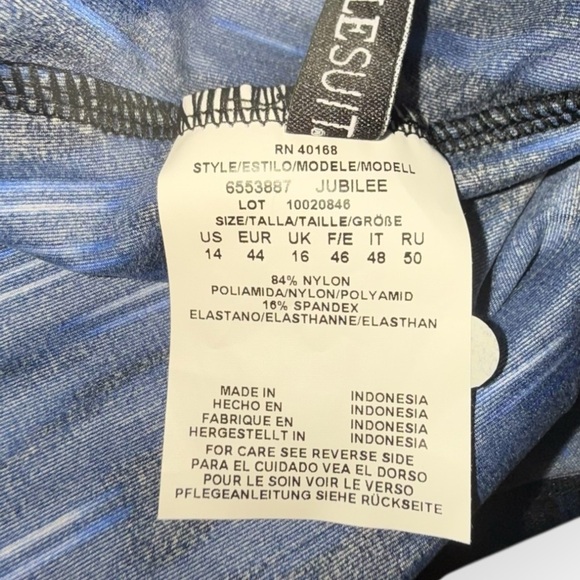 LESUIT
RN 40168
STYLE/ESTILO/MODELE/MODELL
6553887 JUBILEE
LOT 10020846
SIZE/TALLA/TAILLE/GRÖßE
US EUR UK F/E IT RU
14 44 16 46 48 50
84% NYLON
POLIAMIDA/NYLON/POLYAMID
16% SPANDEX
ELASTANO/ELASTHANNE/ELASTHAN
MADE IN INDONESIA
HECHO EN INDONESIA
FABRIQUE EN INDONESIA
HERGESTELLT IN INDONESIA
FOR CARE SEE REVERSE SIDE
PARA EL CUIDADO VEA EL DORSO
POUR LE SOIN VOIR LE VERSO
PFLEGEANLEITUNG SIEHE RÜCKSEITE